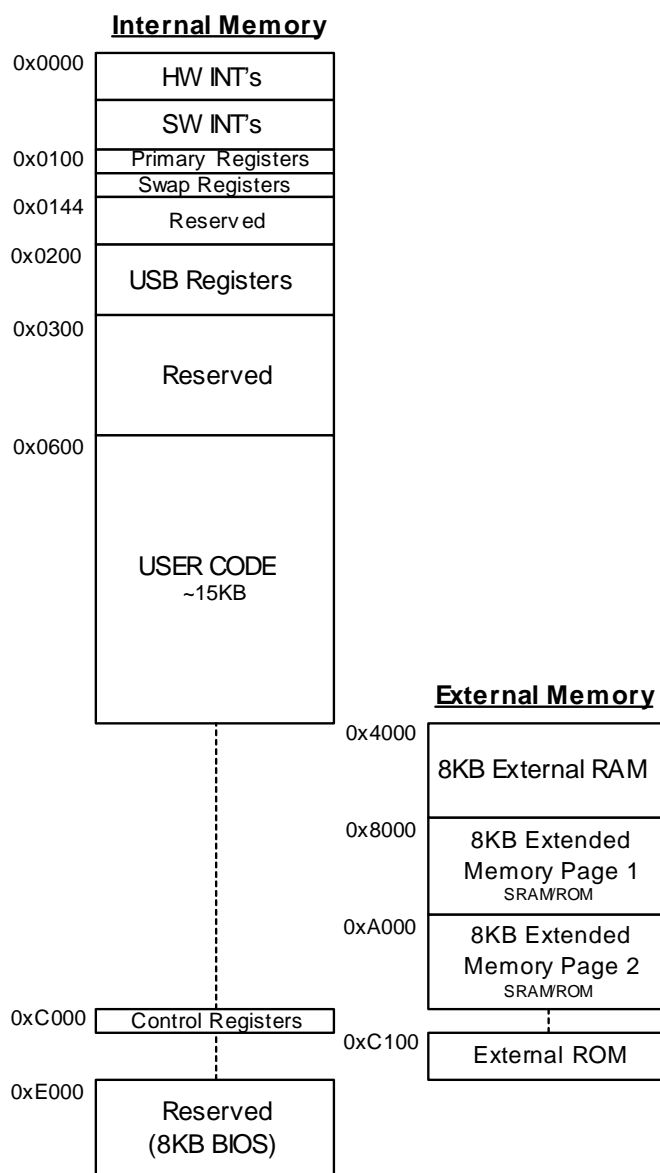 Internal Memory
0x0000
HW INT's
SW INT's
0x0100
Primary Registers
Swap Registers
0x0144
Reserved
0x0200
USB Registers
0x0300
Reserved
0x0600
USER CODE
~15KB
External Memory
0x4000
8KB External RAM
0x8000
8KB Extended
Memory Page 1
SRAM/ROM
0xA000
8KB Extended
Memory Page 2
SRAM/ROM
0xC000
Control Registers
0xC100
External ROM
0xE000
Reserved
(8KB BIOS)